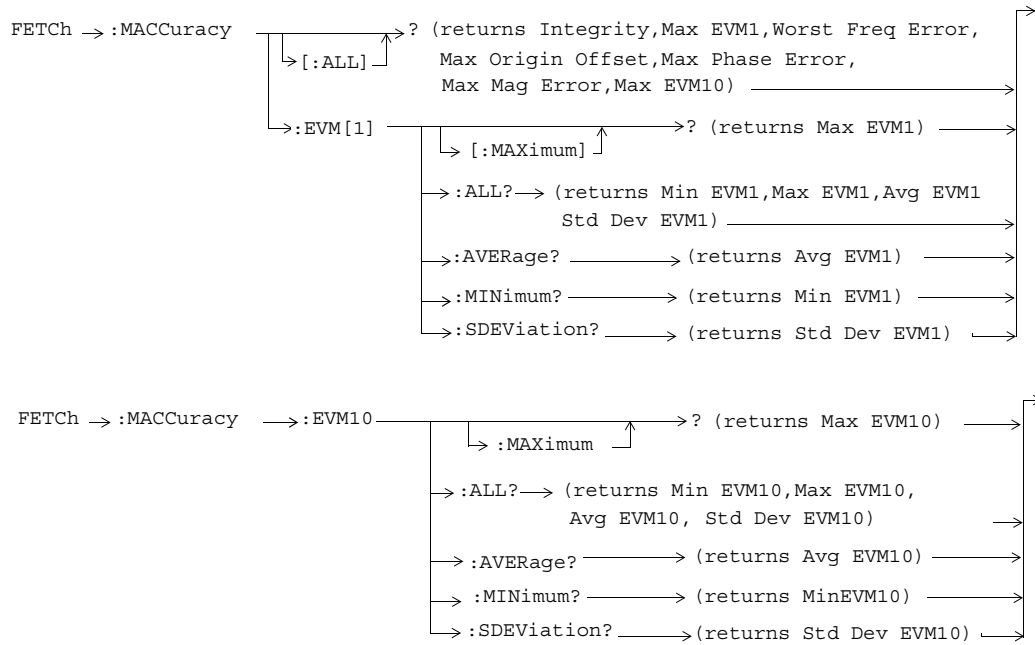 FETCh :MACCuracy ? (returns Integrity,Max EVM1,Worst Freq Error,
[:ALL] Max Origin Offset,Max Phase Error,
Max Mag Error,Max EVM10)
:EVM[1] ? (returns Max EVM1)
[:MAXimum]
:ALL? (returns Min EVM1,Max EVM1,Avg EVM1
Std Dev EVM1)
:AVERage? (returns Avg EVM1)
:MINimum? (returns Min EVM1)
:SDEViation? (returns Std Dev EVM1)
FETCh :MACCuracy :EVM10 ? (returns Max EVM10)
:MAXimum
:ALL? (returns Min EVM10,Max EVM10,
Avg EVM10, Std Dev EVM10)
:AVERage? (returns Avg EVM10)
:MINimum? (returns MinEVM10)
:SDEViation? (returns Std Dev EVM10)